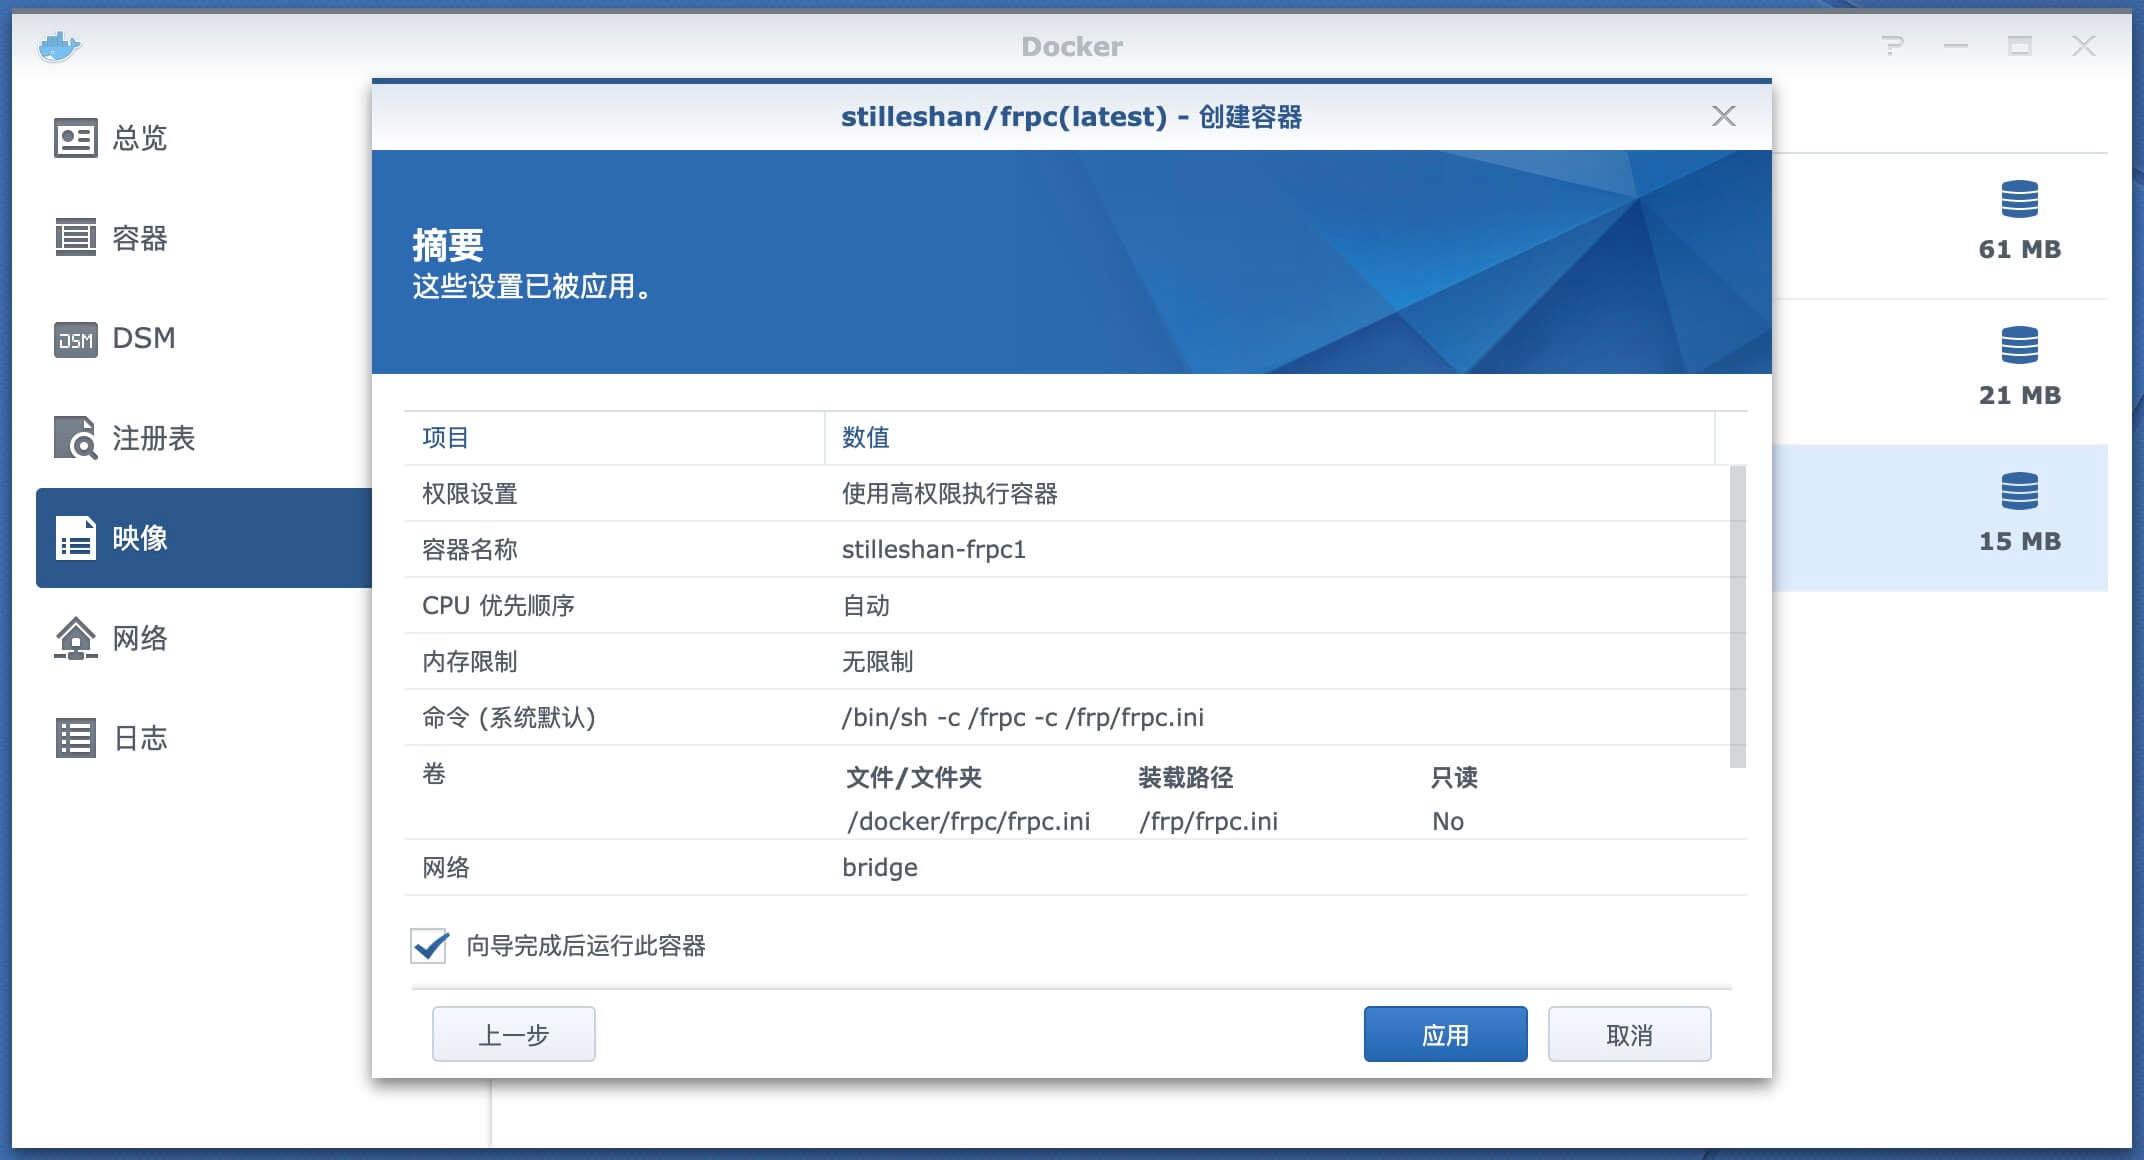 Docker
总览
容器
DSM
DSM
注册表
映像
网络
日志
stilleshan/frpc(latest) - 创建容器
摘要
这些设置已被应用。
项目 数值
权限设置 使用高权限执行容器
容器名称 stilleshan-frpc1
CPU 优先顺序 自动
内存限制 无限制
命令 (系统默认) /bin/sh -c /frpc -c /frp/frpc.ini
卷 文件/文件夹 装载路径 只读
/docker/frpc/frpc.ini /frp/frpc.ini No
网络 bridge
向导完成后运行此容器
上一步 应用 取消
61 MB
21 MB
15 MB